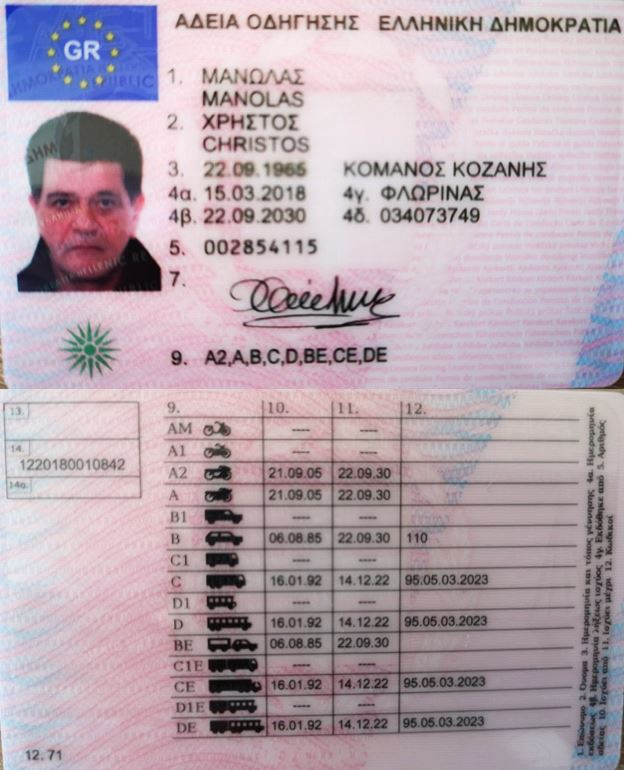 GR
ΑΔΕΙΑ ΟΔΗΓΗΣΗΣ ΕΛΛΗΝΙΚΗ ΔΗΜΟΚΡΑΤΙΑ
1. ΜΑΝΩΛΑΣ
MANOLAS
2. ΧΡΗΣΤΟΣ
CHRISTOS
3. 22.09.1965 ΚΟΜΑΝΟΣ ΚΟΖΑΝΗΣ
4α. 15.03.2018 4γ. ΦΛΩΡΙΝΑΣ
4β. 22.09.2030 4δ. 034073749
5. 002854115
7.
9. A2,A,B,C,D,BE,CE,DE
13.
14.
1220180010842
14α.
9. 10. 11. 12.
AM ---- ----
A1 ---- ----
A2 21.09.05 22.09.30
A 21.09.05 22.09.30
B1 ---- ----
B 06.08.85 22.09.30 110
C1 ---- ----
C 16.01.92 14.12.22 95.05.03.2023
D1 ---- ----
D 16.01.92 14.12.22 95.05.03.2023
BE 06.08.85 22.09.30
C1E ---- ----
CE 16.01.92 14.12.22 95.05.03.2023
D1E ---- ----
DE 16.01.92 14.12.22 95.05.03.2023
1. Επώνυμο 2. Όνομα 3. Ημερομηνία και τόπος γέννησης 4α. Ημερομηνία
εκδόσεως 4β. Ημερομηνία λήξεως ισχύος 4γ. Εκδόθηκε από 5. Αριθμός
αδείας 10. Ισχύει από 11. Ισχύει μέχρι 12. Κωδικοί
12. 71